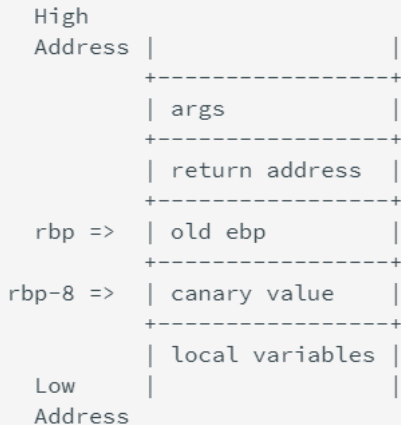 High
Address |                 |
        +-----------------+
        | args            |
        +-----------------+
        | return address  |
        +-----------------+
 rbp => | old ebp         |
        +-----------------+
rbp-8 => | canary value    |
        +-----------------+
        | local variables |
Low     |                 |
Address